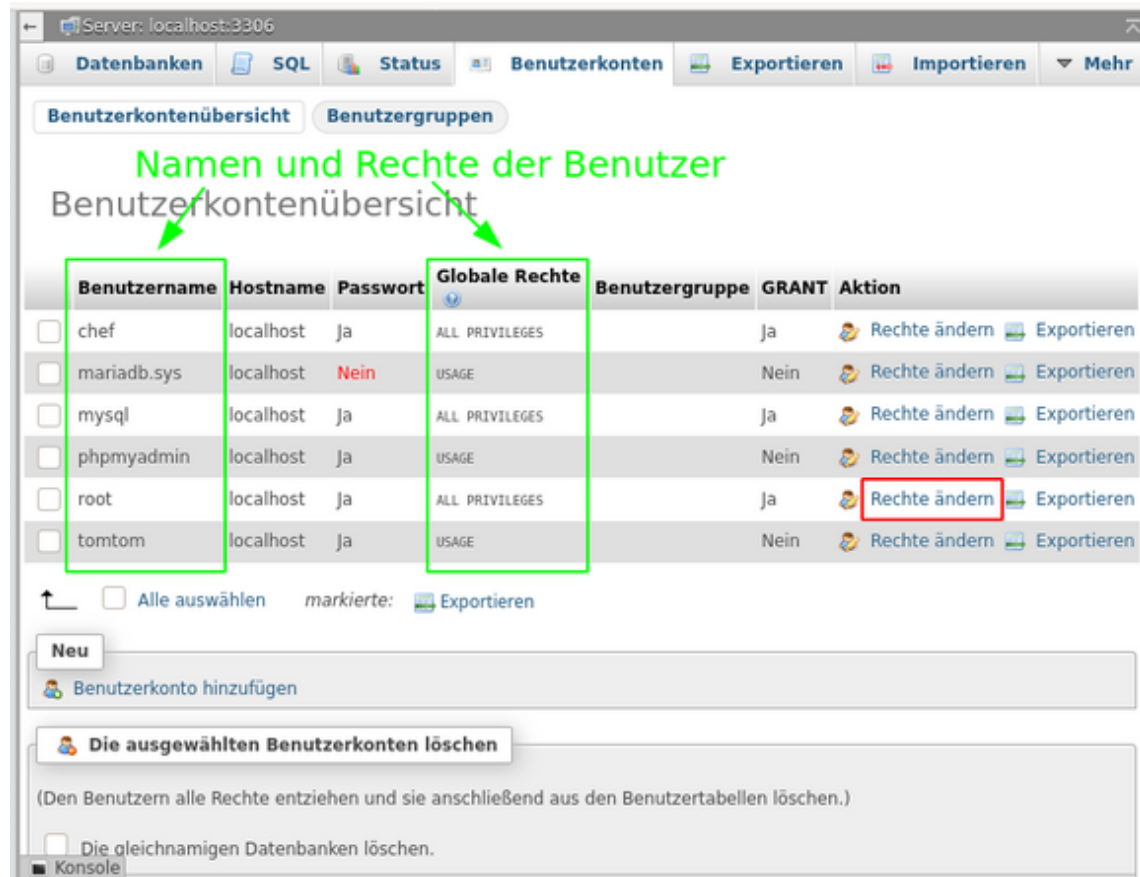 Server: localhost:3306
Datenbanken SQL Status Benutzerkonten Exportieren Importieren Mehr
Benutzerkontenübersicht Benutzergruppen
Namen und Rechte der Benutzer
Benutzerkontenübersicht
Benutzername Hostname Passwort Globale Rechte Benutzergruppe GRANT Aktion
chef localhost Ja ALL PRIVILEGES Ja Rechte ändern Exportieren
mariadb.sys localhost Nein USAGE Nein Rechte ändern Exportieren
mysql localhost Ja ALL PRIVILEGES Ja Rechte ändern Exportieren
phpmyadmin localhost Ja USAGE Nein Rechte ändern Exportieren
root localhost Ja ALL PRIVILEGES Ja Rechte ändern Exportieren
tomtom localhost Ja USAGE Nein Rechte ändern Exportieren
Alle auswählen markierte: Exportieren
Neu
Benutzerkonto hinzufügen
Die ausgewählten Benutzerkonten löschen
(Den Benutzern alle Rechte entziehen und sie anschließend aus den Benutzertabellen löschen.)
Die gleichnamigen Datenbanken löschen.
Konsole